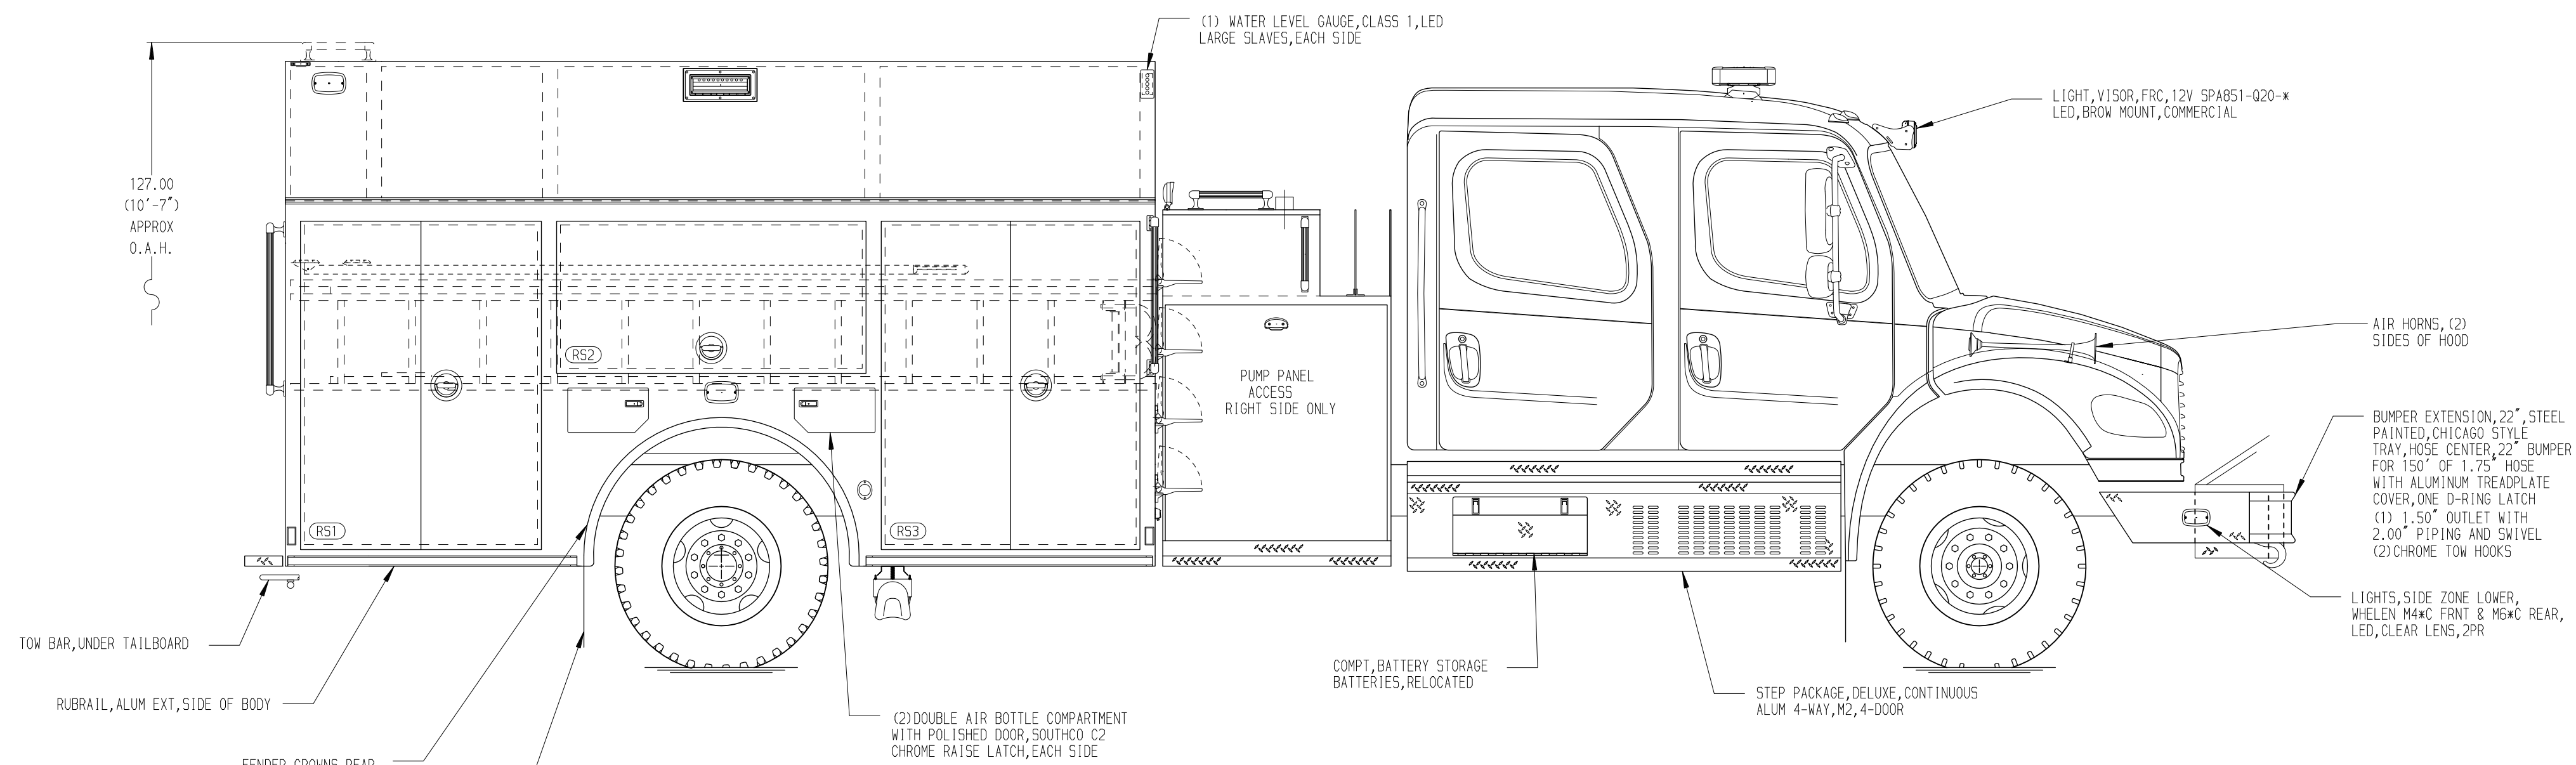 (1) WATER LEVEL GAUGE,CLASS 1,LED
LARGE SLAVES,EACH SIDE
LIGHT,VISOR,FRC,12V SPA851-Q20-*
LED,BROW MOUNT,COMMERCIAL
127.00
(10'-7")
APPROX
O.A.H.
AIR HORNS,(2)
SIDES OF HOOD
RS2
PUMP PANEL
ACCESS
RIGHT SIDE ONLY
BUMPER EXTENSION,22",STEEL
PAINTED,CHICAGO STYLE
TRAY,HOSE CENTER,22" BUMPER
FOR 150' OF 1.75" HOSE
WITH ALUMINUM TREADPLATE
COVER,ONE D-RING LATCH
(1) 1.50" OUTLET WITH
2.00" PIPING AND SWIVEL
(2)CHROME TOW HOOKS
RS1
RS3
LIGHTS,SIDE ZONE LOWER,
WHELEN M4*C FRNT & M6*C REAR,
LED,CLEAR LENS,2PR
TOW BAR,UNDER TAILBOARD
COMPT,BATTERY STORAGE
BATTERIES,RELOCATED
STEP PACKAGE,DELUXE,CONTINUOUS
ALUM 4-WAY,M2,4-DOOR
RUBRAIL,ALUM EXT,SIDE OF BODY
(2)DOUBLE AIR BOTTLE COMPARTMENT
WITH POLISHED DOOR,SOUTHCO C2
CHROME RAISE LATCH,EACH SIDE
FENDER CROWNS,REAR